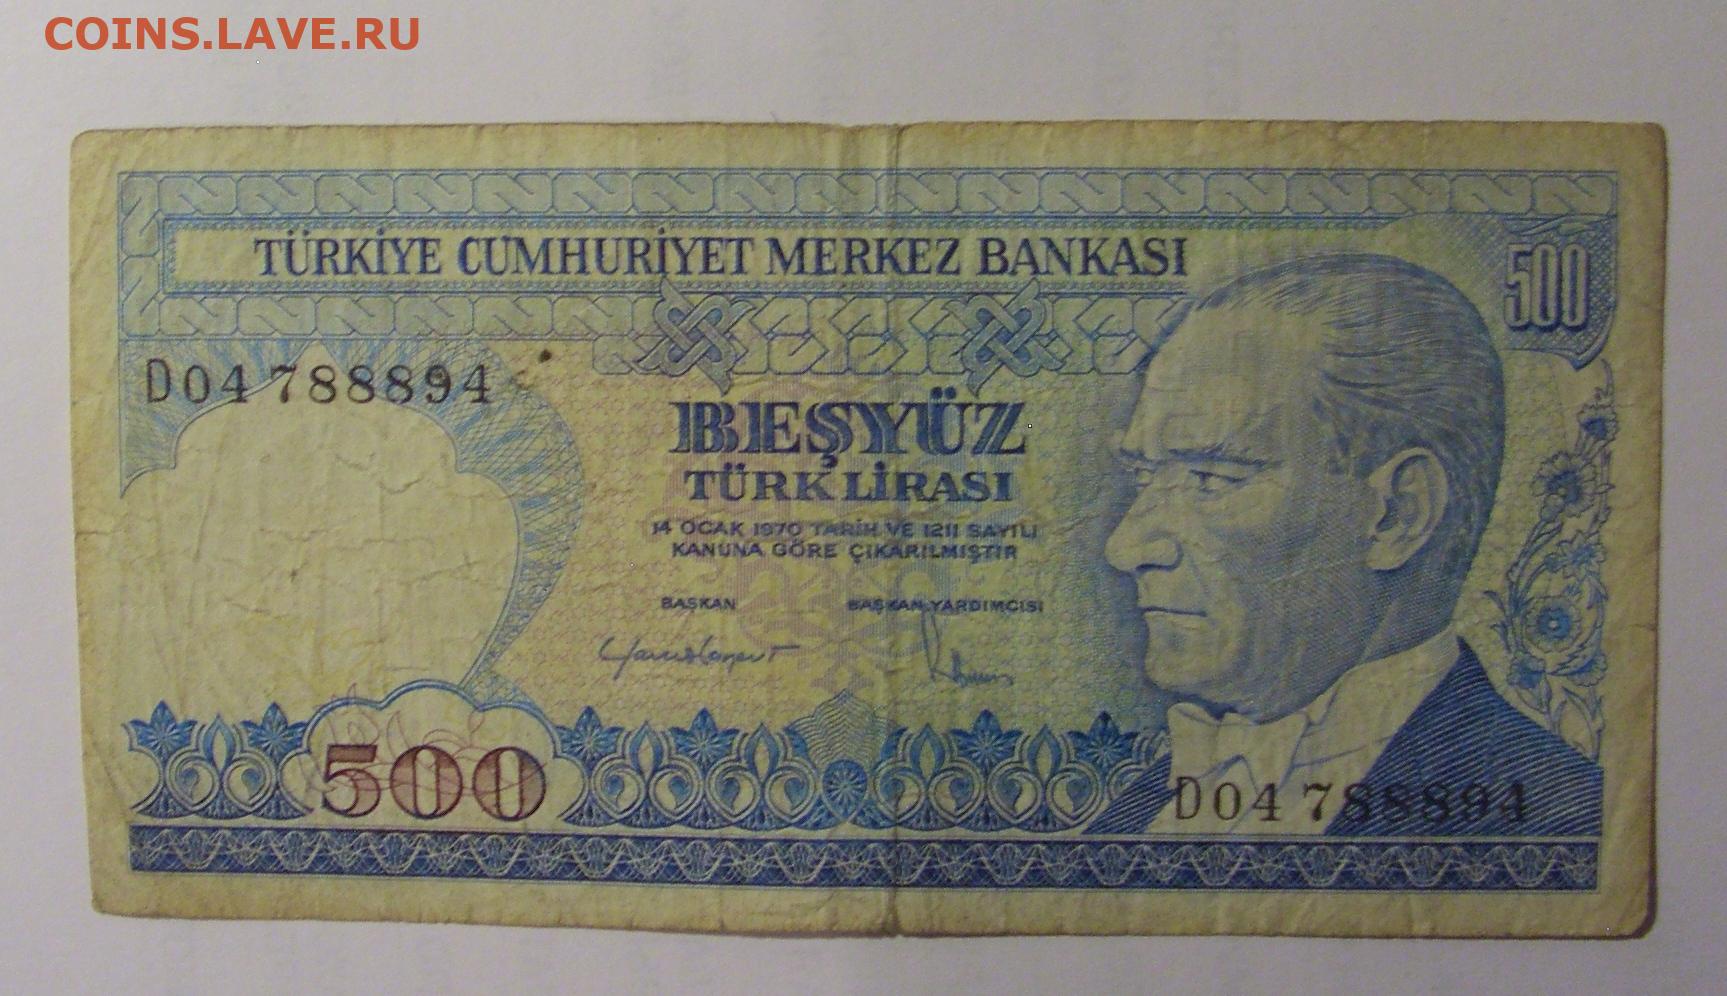 COINS.LAVE.RU
TÜRKİYE CUMHURİYET MERKEZ BANKASI
500
D04 788894
BEŞYÜZ
TÜRK LİRASI
14 OCAK 1970 TARİH VE 1211 SAYILI
KANUNA GÖRE ÇIKARILMIŞTIR
BAŞKAN BAŞKAN YARDIMCISI
500
D04 788894